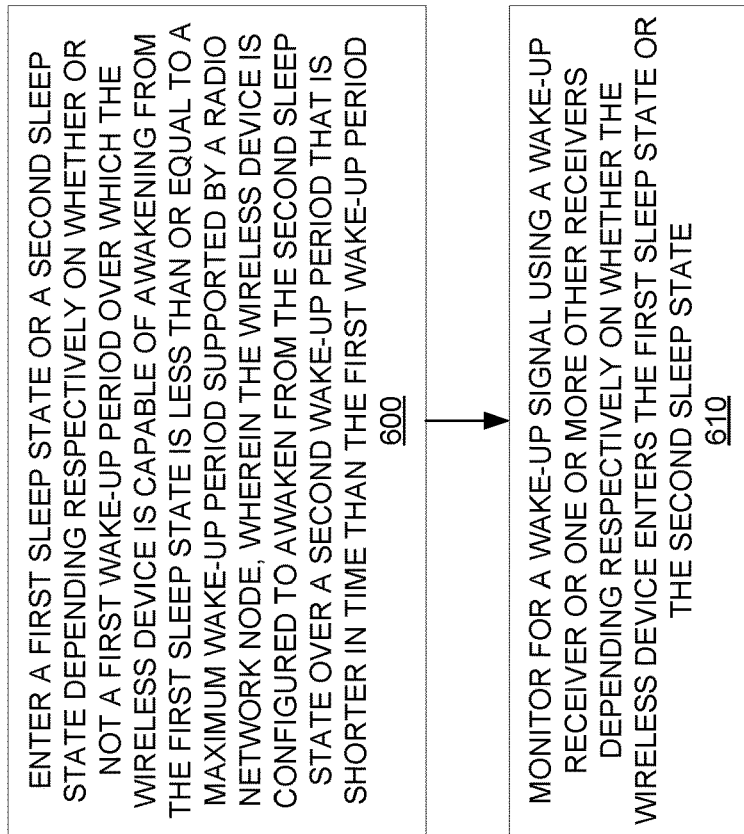 ENTER A FIRST SLEEP STATE OR A SECOND SLEEP
STATE DEPENDING RESPECTIVELY ON WHETHER OR
NOT A FIRST WAKE-UP PERIOD OVER WHICH THE
WIRELESS DEVICE IS CAPABLE OF AWAKENING FROM
THE FIRST SLEEP STATE IS LESS THAN OR EQUAL TO A
MAXIMUM WAKE-UP PERIOD SUPPORTED BY A RADIO
NETWORK NODE, WHEREIN THE WIRELESS DEVICE IS
CONFIGURED TO AWAKEN FROM THE SECOND SLEEP
STATE OVER A SECOND WAKE-UP PERIOD THAT IS
SHORTER IN TIME THAN THE FIRST WAKE-UP PERIOD
600
MONITOR FOR A WAKE-UP SIGNAL USING A WAKE-UP
RECEIVER OR ONE OR MORE OTHER RECEIVERS
DEPENDING RESPECTIVELY ON WHETHER THE
WIRELESS DEVICE ENTERS THE FIRST SLEEP STATE OR
THE SECOND SLEEP STATE
610